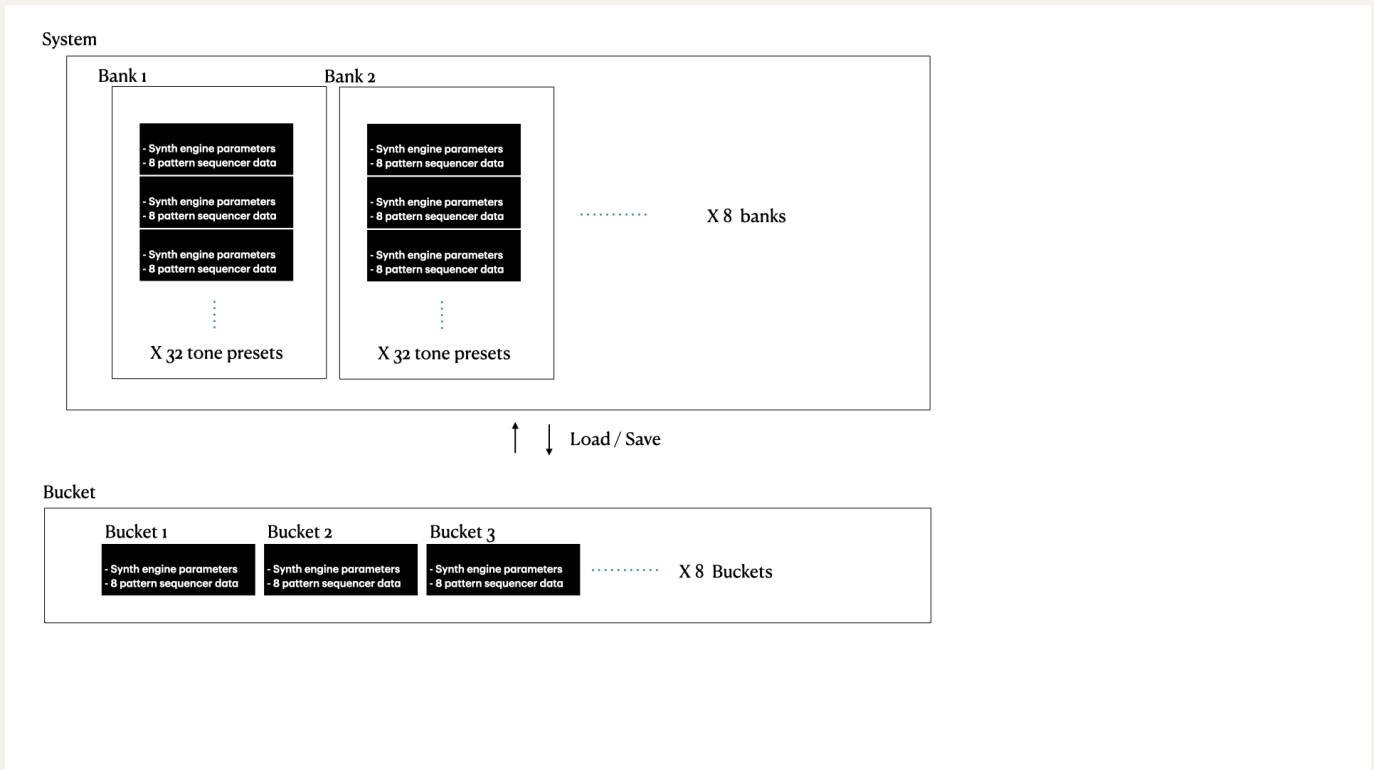 System
Bank 1
Bank 2
- Synth engine parameters
- 8 pattern sequencer data
- Synth engine parameters
- 8 pattern sequencer data
- Synth engine parameters
- 8 pattern sequencer data
X 32 tone presets
- Synth engine parameters
- 8 pattern sequencer data
- Synth engine parameters
- 8 pattern sequencer data
- Synth engine parameters
- 8 pattern sequencer data
X 32 tone presets
X 8 banks
Load / Save
Bucket
Bucket 1
- Synth engine parameters
- 8 pattern sequencer data
Bucket 2
- Synth engine parameters
- 8 pattern sequencer data
Bucket 3
- Synth engine parameters
- 8 pattern sequencer data
X 8 Buckets